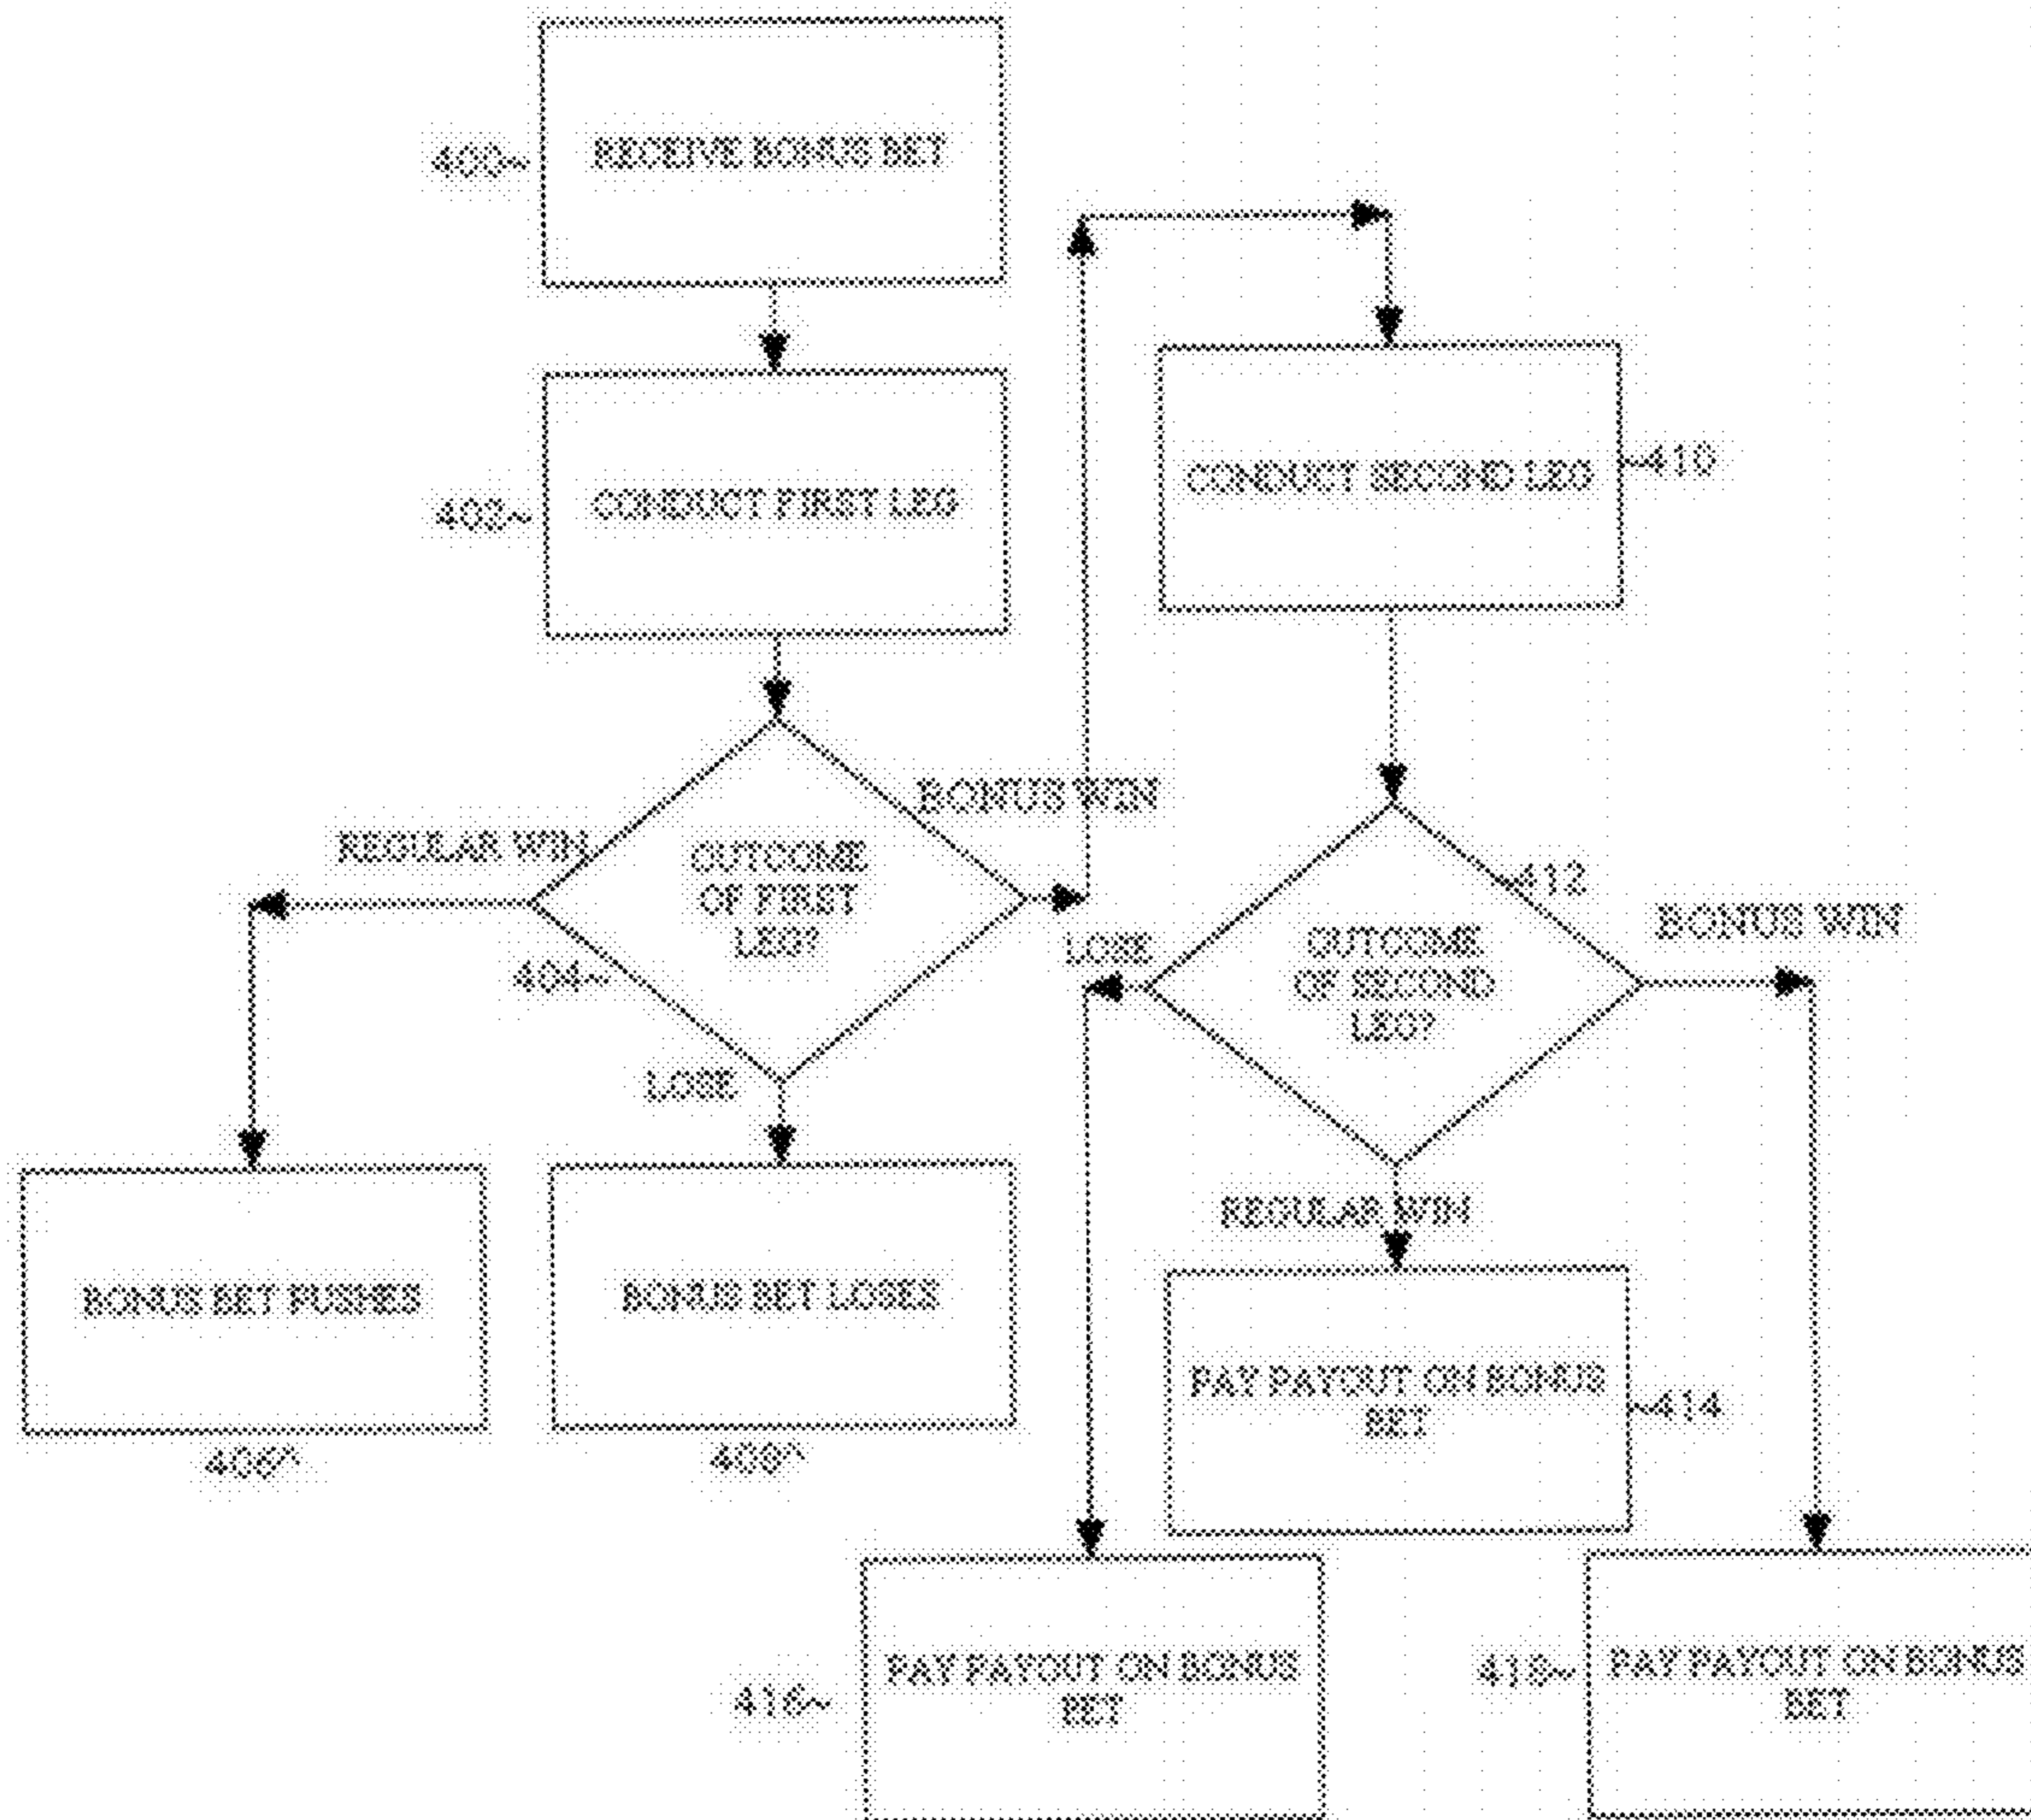 RECEIVE BONUS BET
400
CONDUCT FIRST LEG
402
OUTCOME
OF FIRST
LEG?
404
REGULAR WIN
BONUS WIN
LOSE
BONUS BET PUSHES
406
BONUS BET LOSES
CONDUCT SECOND LEG
410
OUTCOME
OF SECOND
LEG?
412
LOSE
BONUS WIN
REGULAR WIN
PAY PAYOUT ON BONUS
BET
414
PAY PAYOUT ON BONUS
BET
416
PAY PAYOUT ON BONUS
BET
418